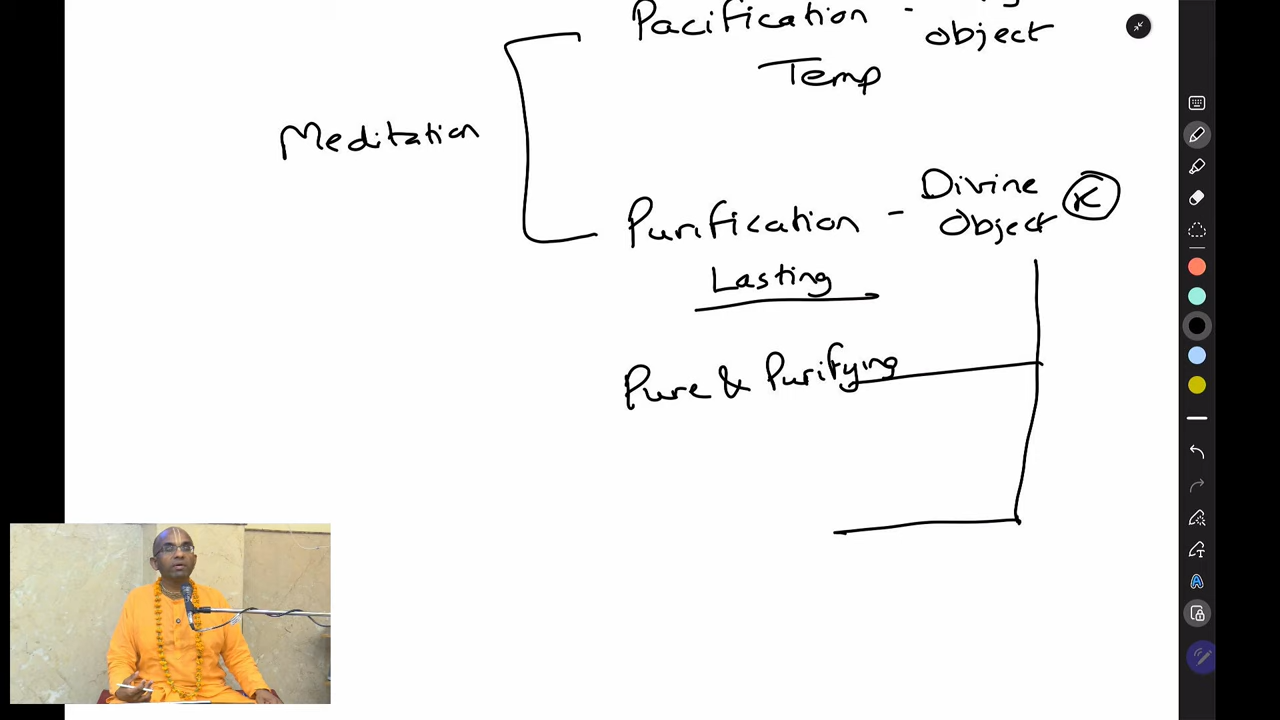 Pacification -
object
Temp
Meditation
Divine
Purification - Object K
Lasting
Pure & Purifying